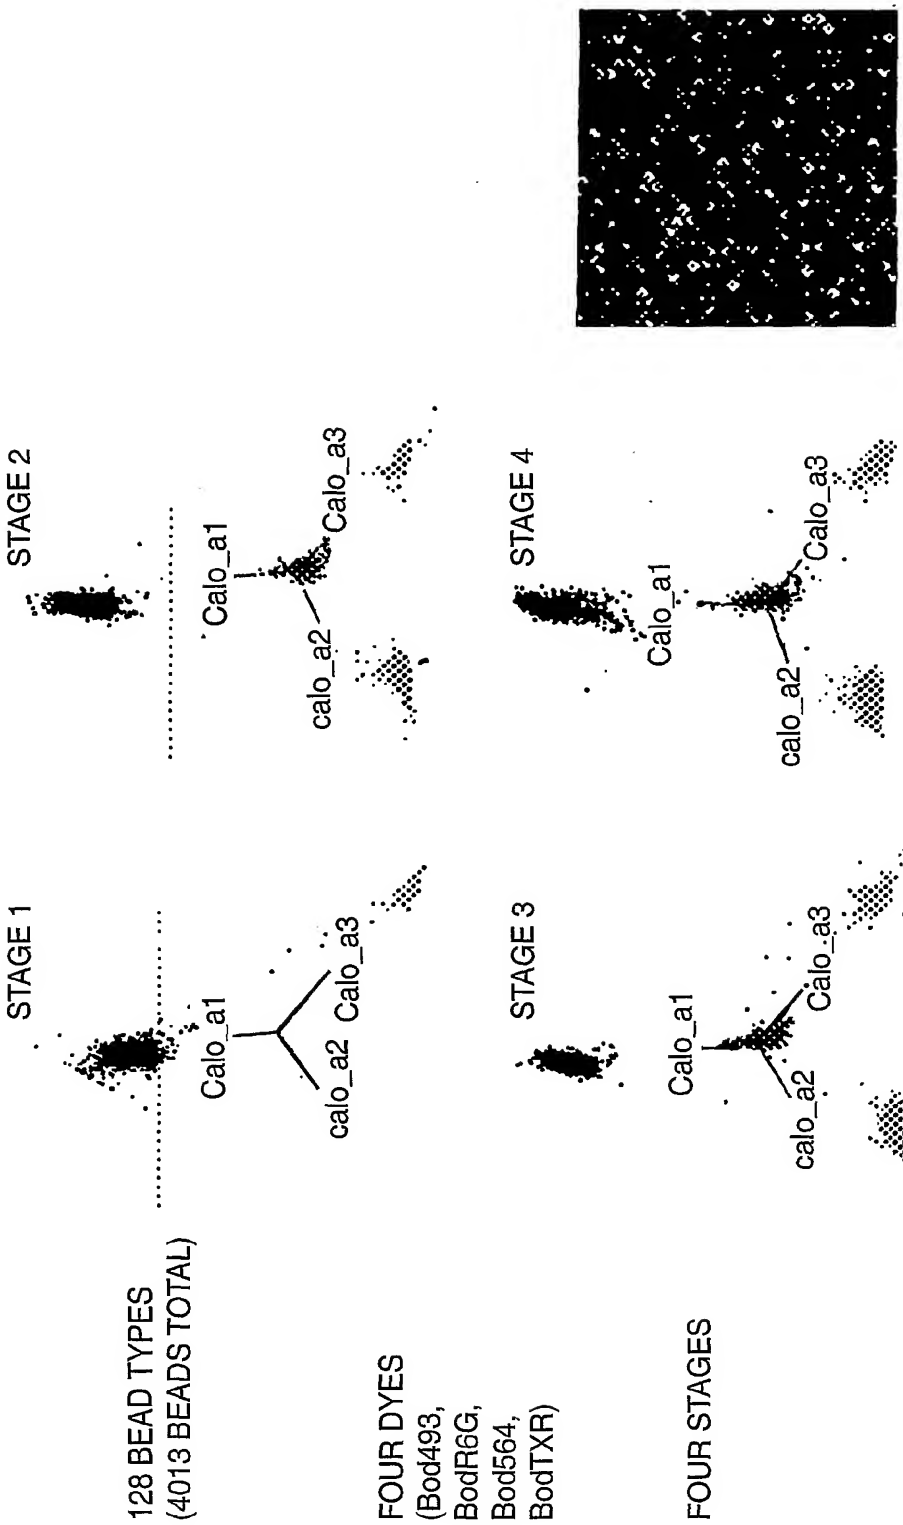 128 BEAD TYPES
(4013 BEADS TOTAL)
FOUR DYES
(Bod493,
BodR6G,
Bod564,
BodTXR)
FOUR STAGES
STAGE 1
Calo_a1
calo_a2
Calo_a3
STAGE 2
Calo_a1
calo_a2
Calo_a3
STAGE 3
Calo_a1
calo_a2
Calo_a3
STAGE 4
Calo_a1
calo_a2
Calo_a3